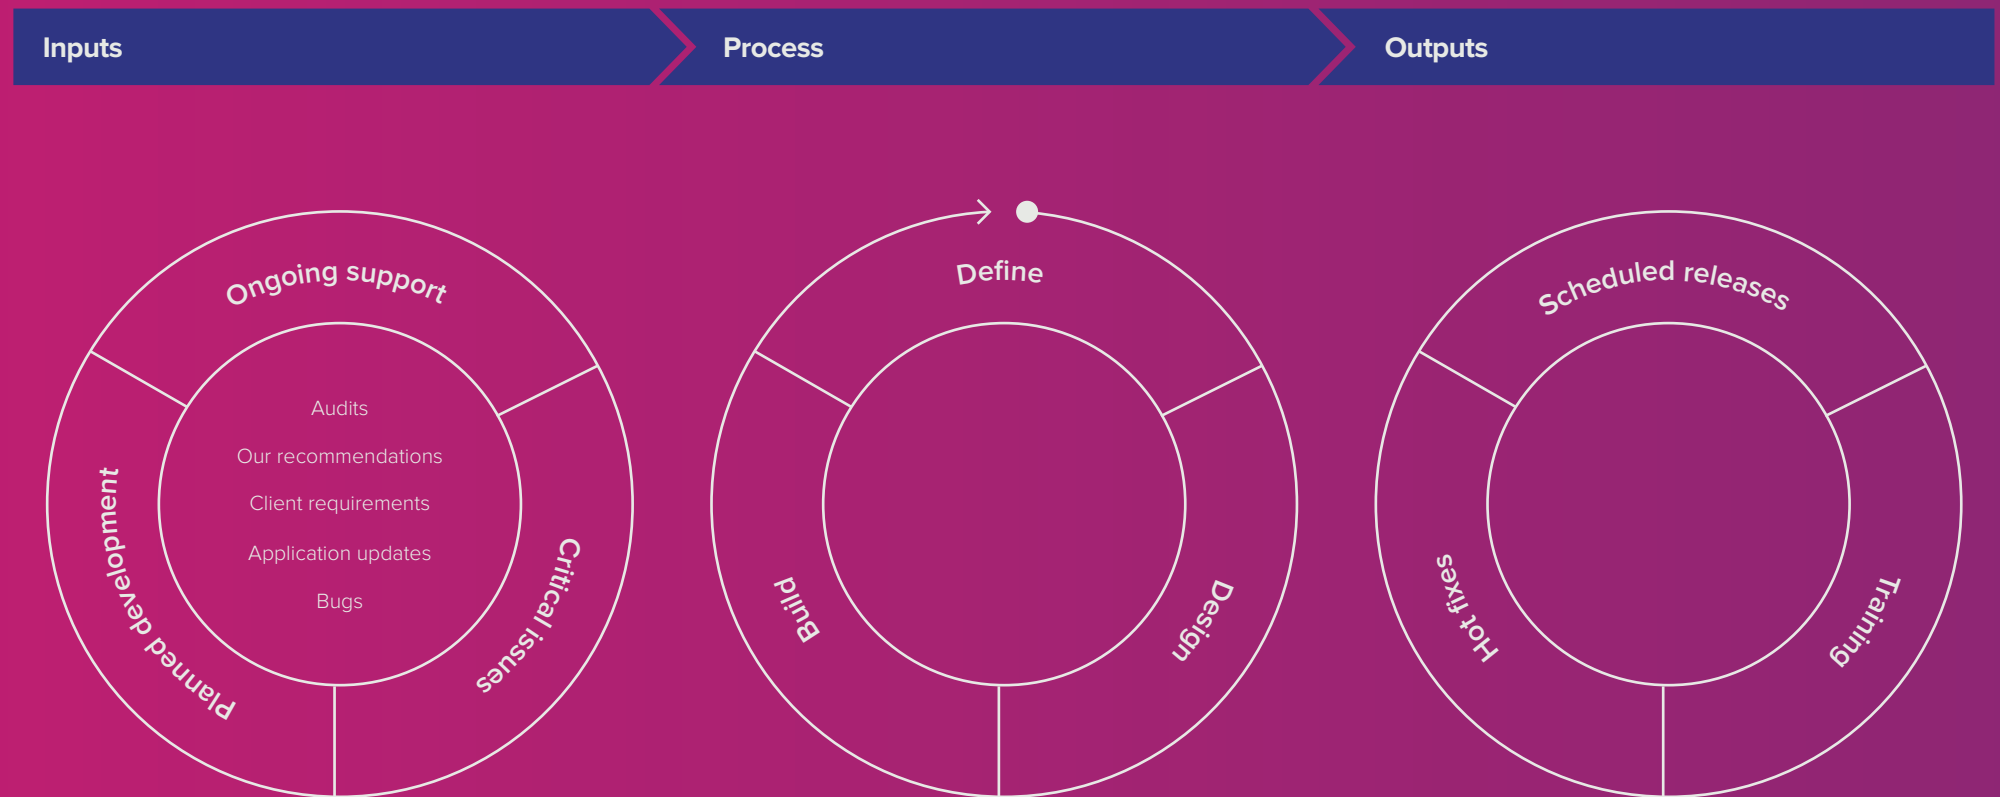 Inputs
Process
Outputs
Ongoing support
Critical issues
Planned development
Audits
Our recommendations
Client requirements
Application updates
Bugs
Define
Design
Build
Scheduled releases
Training
Hot fixes